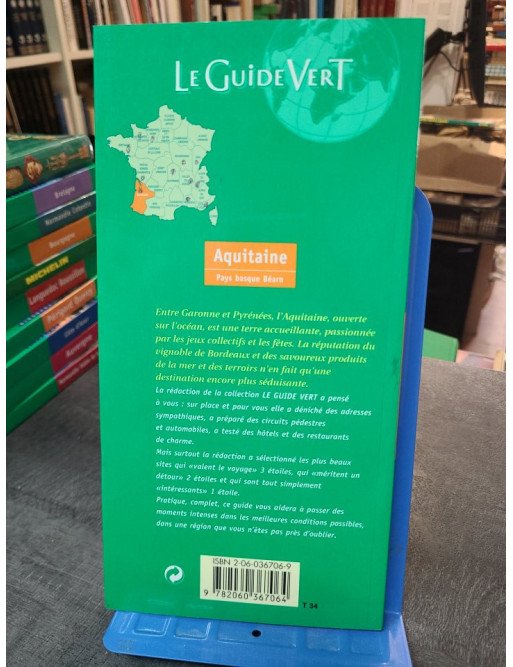 LE GUIDE VERT
Aquitaine
Pays basque Béarn
Entre Garonne et Pyrénées, l'Aquitaine, ouverte
sur l'océan, est une terre accueillante, passionnée
par les jeux collectifs et les fêtes. La réputation du
vignoble de Bordeaux et des savoureux produits
de la mer et des terroirs n'en fait qu'une
destination encore plus séduisante.
La rédaction de la collection LE GUIDE VERT a pensé
à vous : sur place et pour vous elle a déniché des adresses
sympathiques, a préparé des circuits pédestres
et automobiles, a testé des hôtels et des restaurants
de charme.
Mais surtout la rédaction a sélectionné les plus beaux
sites qui «valent le voyage» 3 étoiles, qui «méritent un
détour» 2 étoiles et qui sont tout simplement
«intéressants» 1 étoile.
Pratique, complet, ce guide vous aidera à passer des
moments intenses dans les meilleures conditions possibles,
dans une région que vous n'êtes pas près d'oublier.
ISBN 2-06-036706-9
9 782060 367064
T 34
Bretagne
Normandie Cotentin
Bourgogne
MICHELIN
Languedoc Roussillon
Périgord Quercy
Auvergne